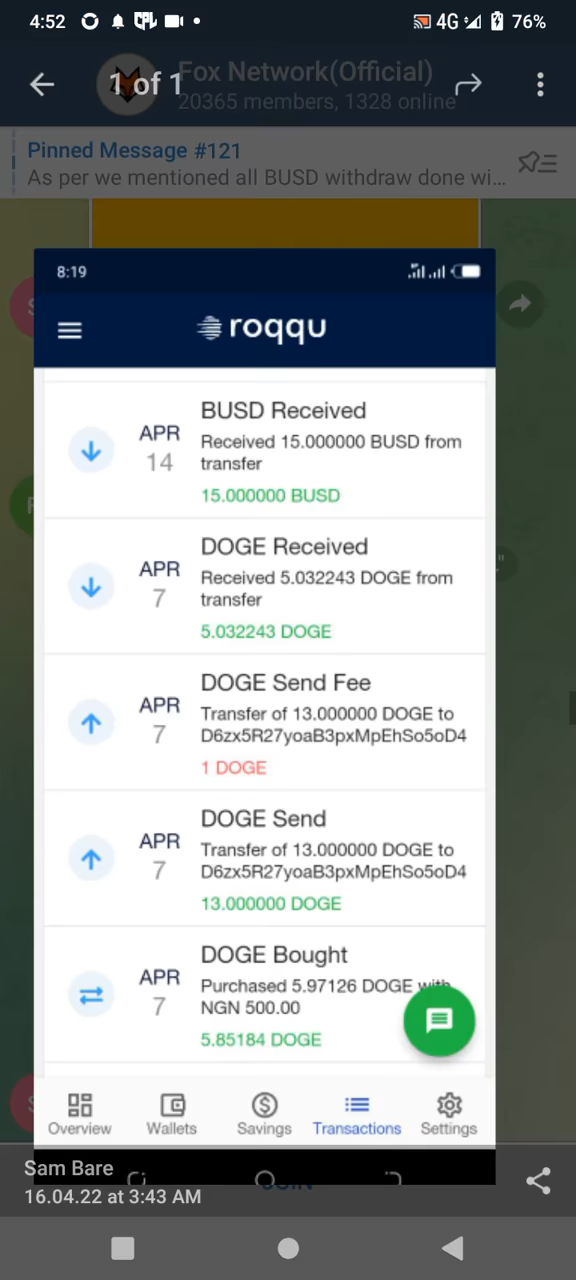 4:52
4G
76%
1 of 1
Fox Network(Official)
20365 members, 1328 online
Pinned Message #121
As per we mentioned all BUSD withdraw done wi...
8:19
roqqu
BUSD Received
APR
14
Received 15.000000 BUSD from
transfer
15.000000 BUSD
DOGE Received
APR
7
Received 5.032243 DOGE from
transfer
5.032243 DOGE
DOGE Send Fee
APR
7
Transfer of 13.000000 DOGE to
D6zx5R27yoaB3pxMpEhSo5oD4
1 DOGE
DOGE Send
APR
7
Transfer of 13.000000 DOGE to
D6zx5R27yoaB3pxMpEhSo5oD4
13.000000 DOGE
DOGE Bought
APR
7
Purchased 5.97126 DOGE with
NGN 500.00
5.85184 DOGE
Overview
Wallets
Savings
Transactions
Settings
Sam Bare
16.04.22 at 3:43 AM